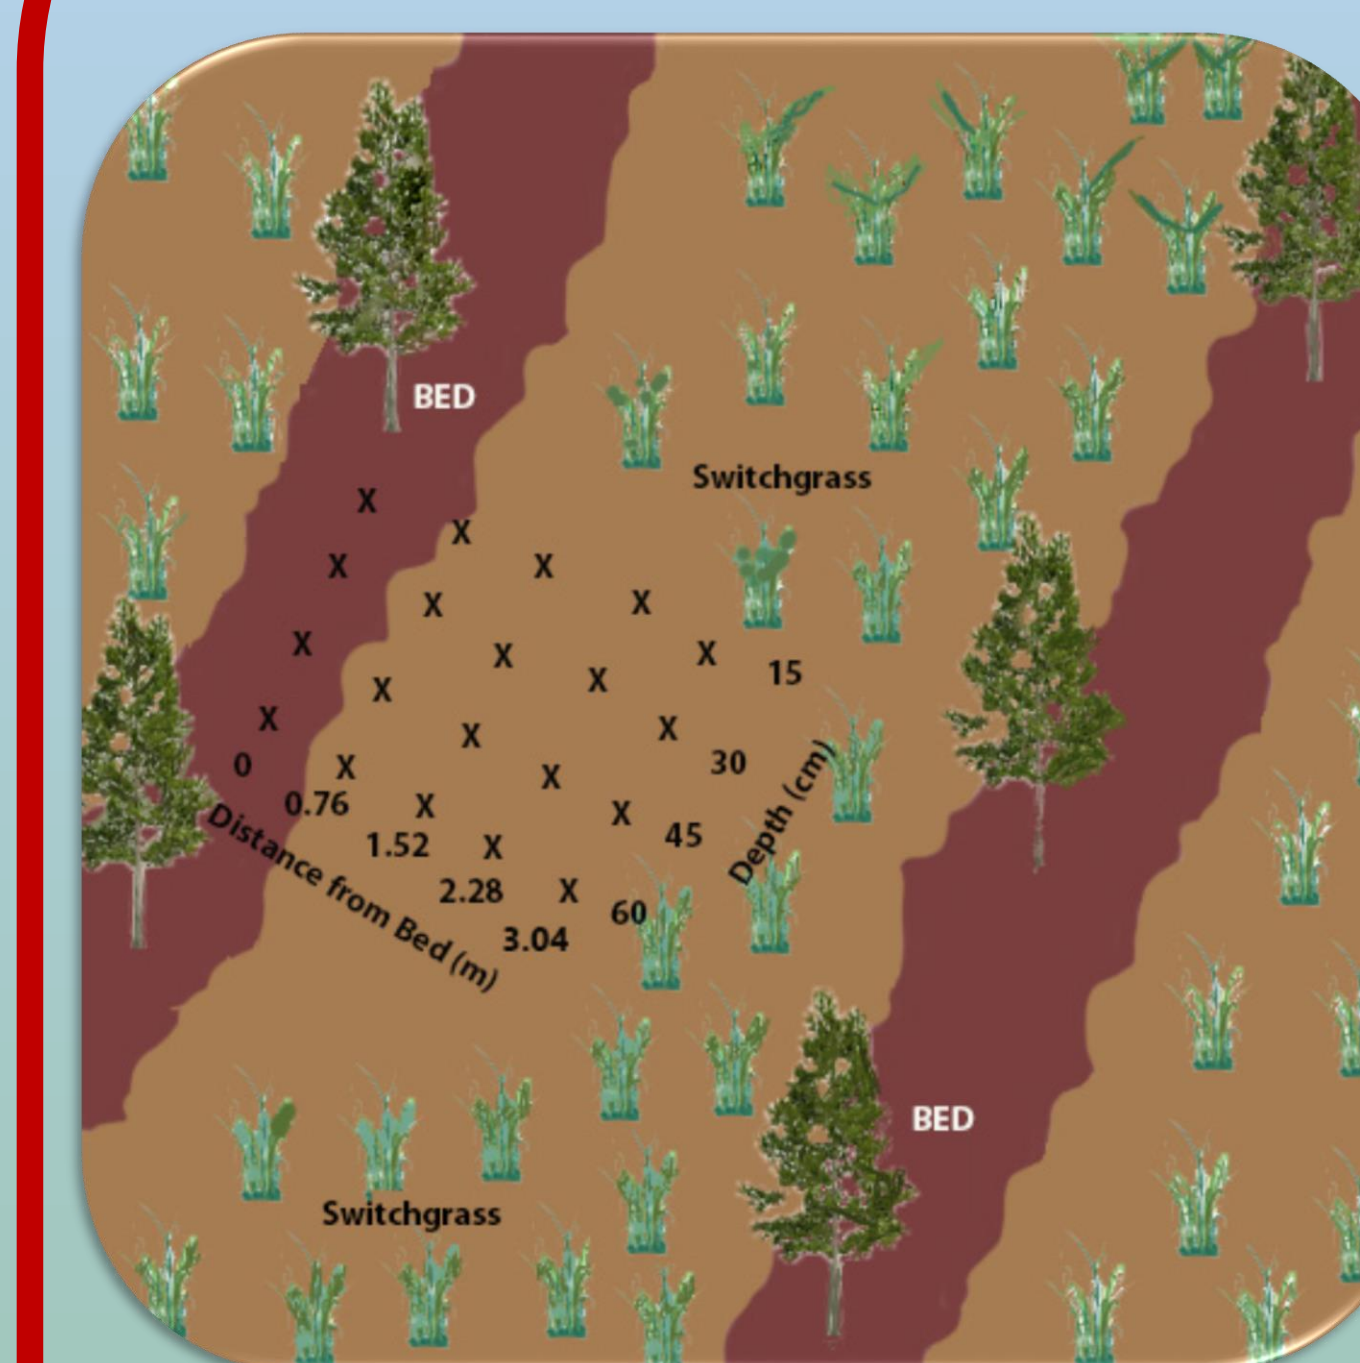 BED
Switchgrass
X
X
X
X
X
X
X
X
X
X
X
15
X
X
X
X
X
30
0
X
X
0.76
X
X
45
1.52
X
2.28
X
60
3.04
Distance from Bed (m)
Depth (cm)
BED
Switchgrass